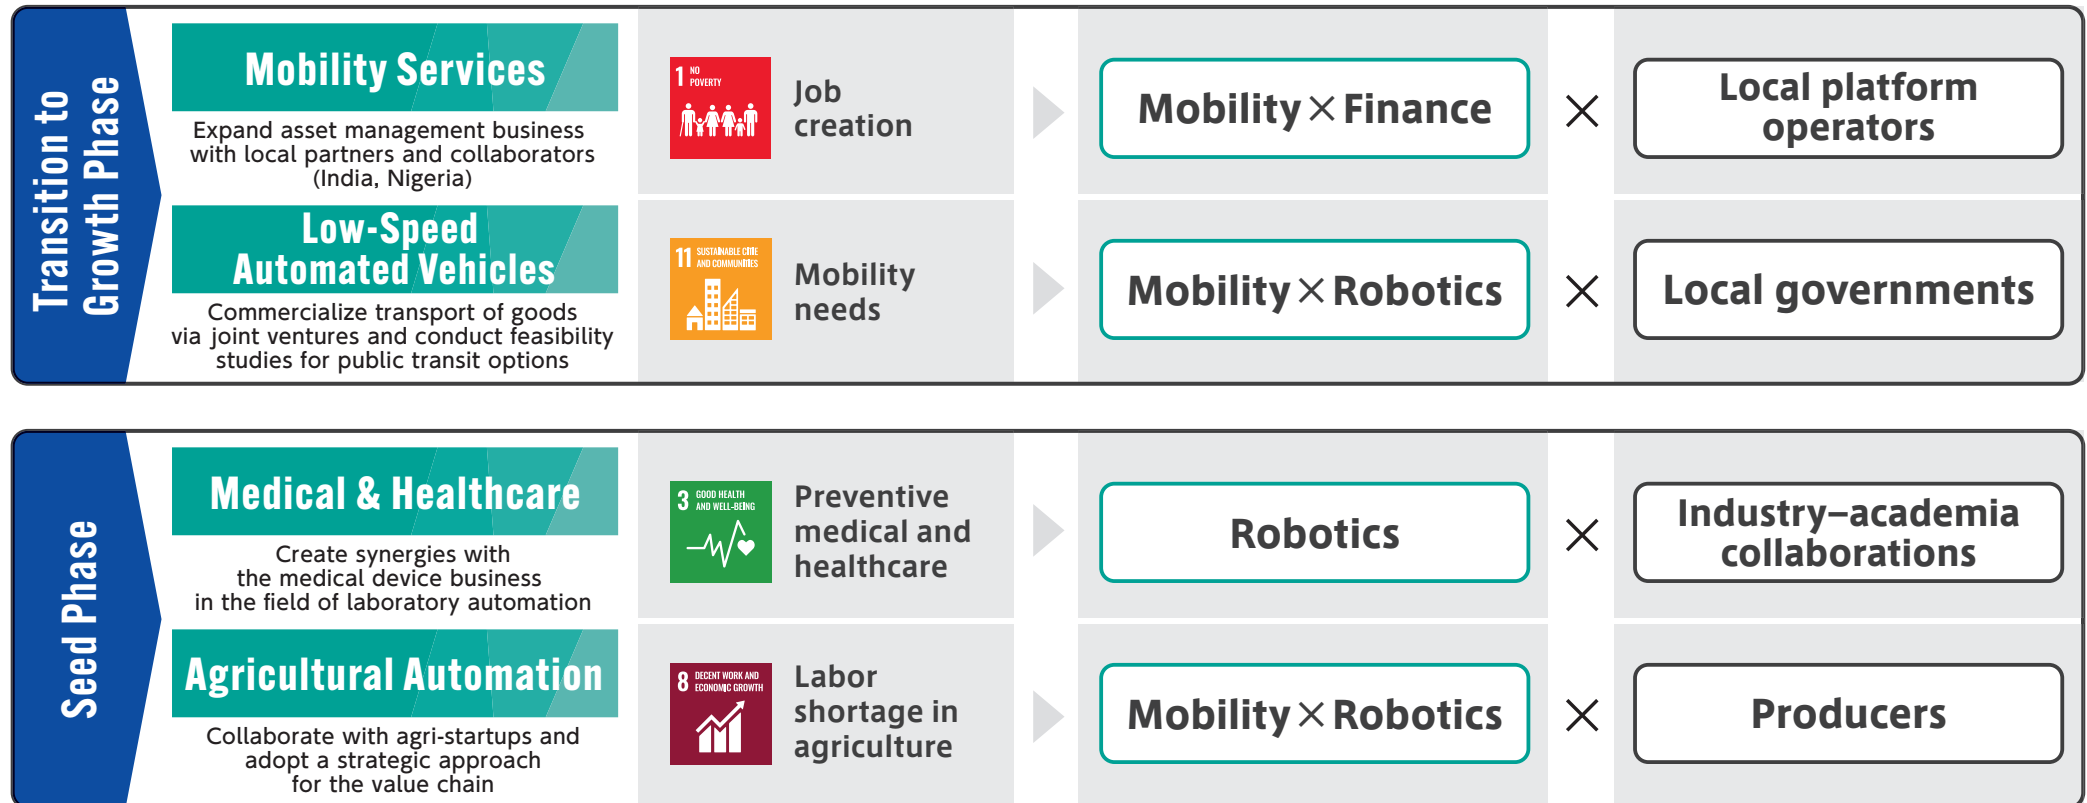 Transition to
Growth Phase
Mobility Services
Expand asset management business
with local partners and collaborators
(India, Nigeria)
1 NO
POVERTY
Job
creation
Mobility×Finance
×
Local platform
operators
Low-Speed
Automated Vehicles
Commercialize transport of goods
via joint ventures and conduct feasibility
studies for public transit options
11 SUSTAINABLE CITIE
AND COMMUNITIES
Mobility
needs
Mobility×Robotics
×
Local governments
Seed Phase
Medical & Healthcare
Create synergies with
the medical device business
in the field of laboratory automation
3 GOOD HEALTH
AND WELL-BEING
Preventive
medical and
healthcare
Robotics
×
Industry–academia
collaborations
Agricultural Automation
Collaborate with agri-startups and
adopt a strategic approach
for the value chain
8 DECENT WORK AND
ECONOMIC GROWTH
Labor
shortage in
agriculture
Mobility×Robotics
×
Producers